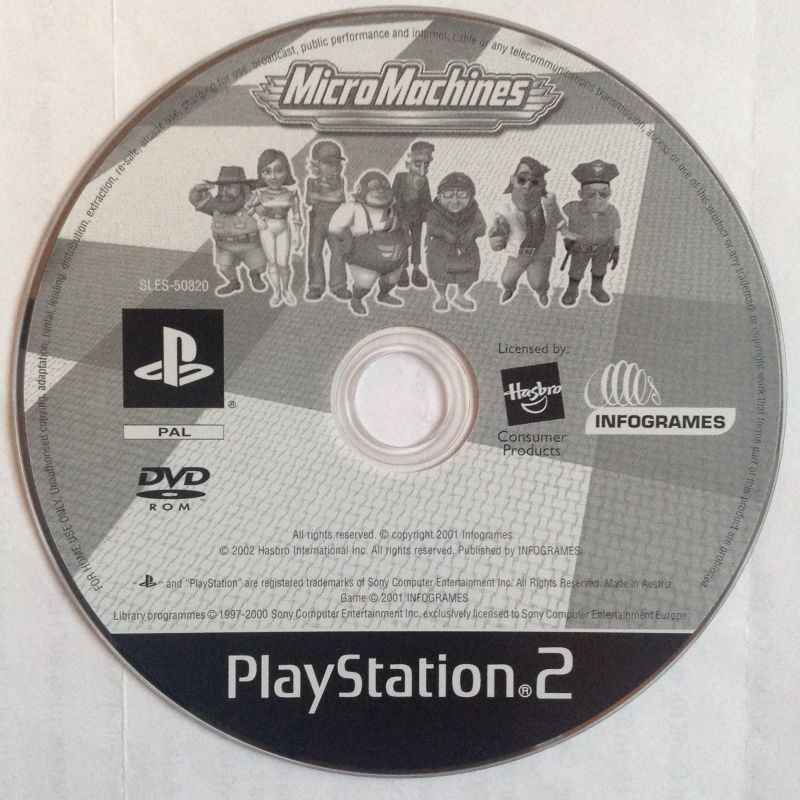 FOR HOME USE ONLY. Unauthorised copying, adaptation, rental, lending, distribution, extraction, re-sale, arcade use, charging for use, broadcast, public performance and internet, cable or any telecommunications transmission, access or use of this product or any trademark or copyright work that forms part of this product are prohibited.
MicroMachines
SLES-50820
PAL
DVD
ROM
Licensed by:
Hasbro
Consumer
Products
INFOGRAMES
All rights reserved. © copyright 2001 Infogrames.
© 2002 Hasbro International Inc. All rights reserved. Published by INFOGRAMES.
" " and "PlayStation" are registered trademarks of Sony Computer Entertainment Inc. All Rights Reserved. Made in Austria.
Game © 2001 INFOGRAMES
Library programmes © 1997-2000 Sony Computer Entertainment Inc. exclusively licensed to Sony Computer Entertainment Europe.
PlayStation®2